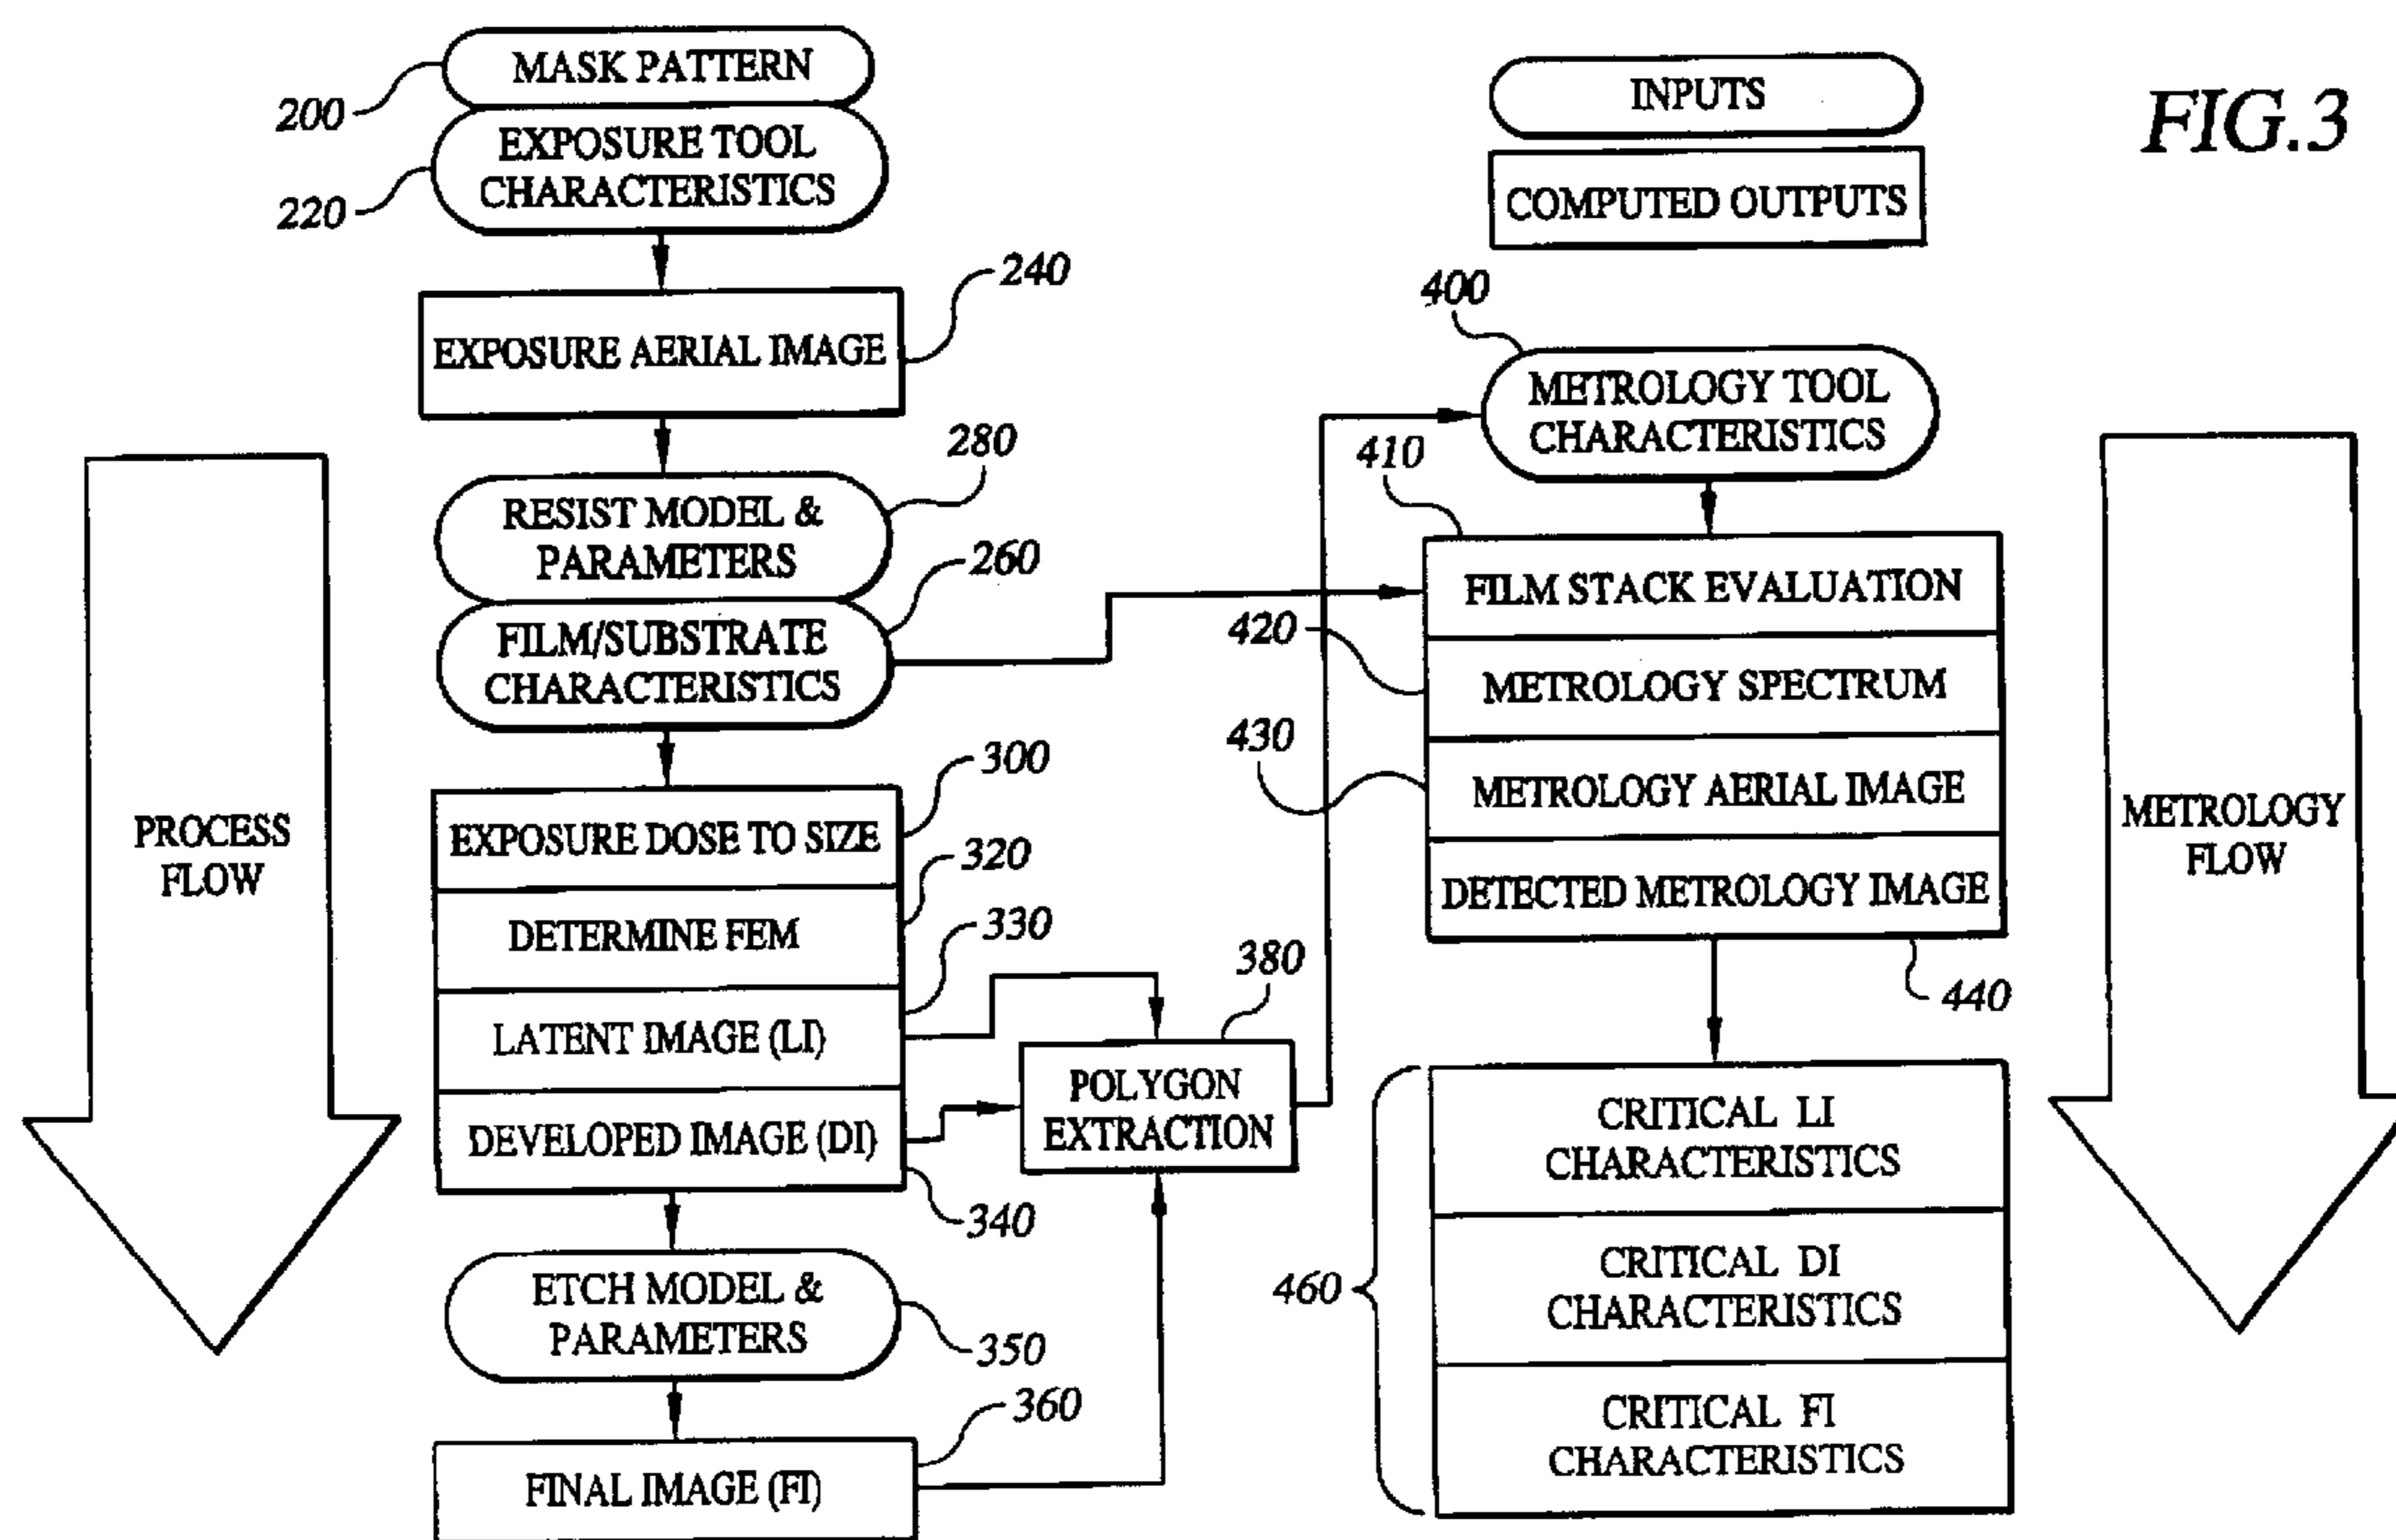 MASK PATTERN
200
EXPOSURE TOOL
CHARACTERISTICS
220
240
EXPOSURE AERIAL IMAGE
280
RESIST MODEL &
PARAMETERS
260
FILM/SUBSTRATE
CHARACTERISTICS
300
EXPOSURE DOSE TO SIZE
320
DETERMINE FEM
330
LATENT IMAGE (LI)
DEVELOPED IMAGE (DI)
340
ETCH MODEL &
PARAMETERS
350
360
FINAL IMAGE (FI)
PROCESS
FLOW
380
POLYGON
EXTRACTION
INPUTS
COMPUTED OUTPUTS
FIG.3
400
METROLOGY TOOL
CHARACTERISTICS
410
FILM STACK EVALUATION
420
METROLOGY SPECTRUM
430
METROLOGY AERIAL IMAGE
DETECTED METROLOGY IMAGE
440
460
CRITICAL LI
CHARACTERISTICS
CRITICAL DI
CHARACTERISTICS
CRITICAL FI
CHARACTERISTICS
METROLOGY
FLOW